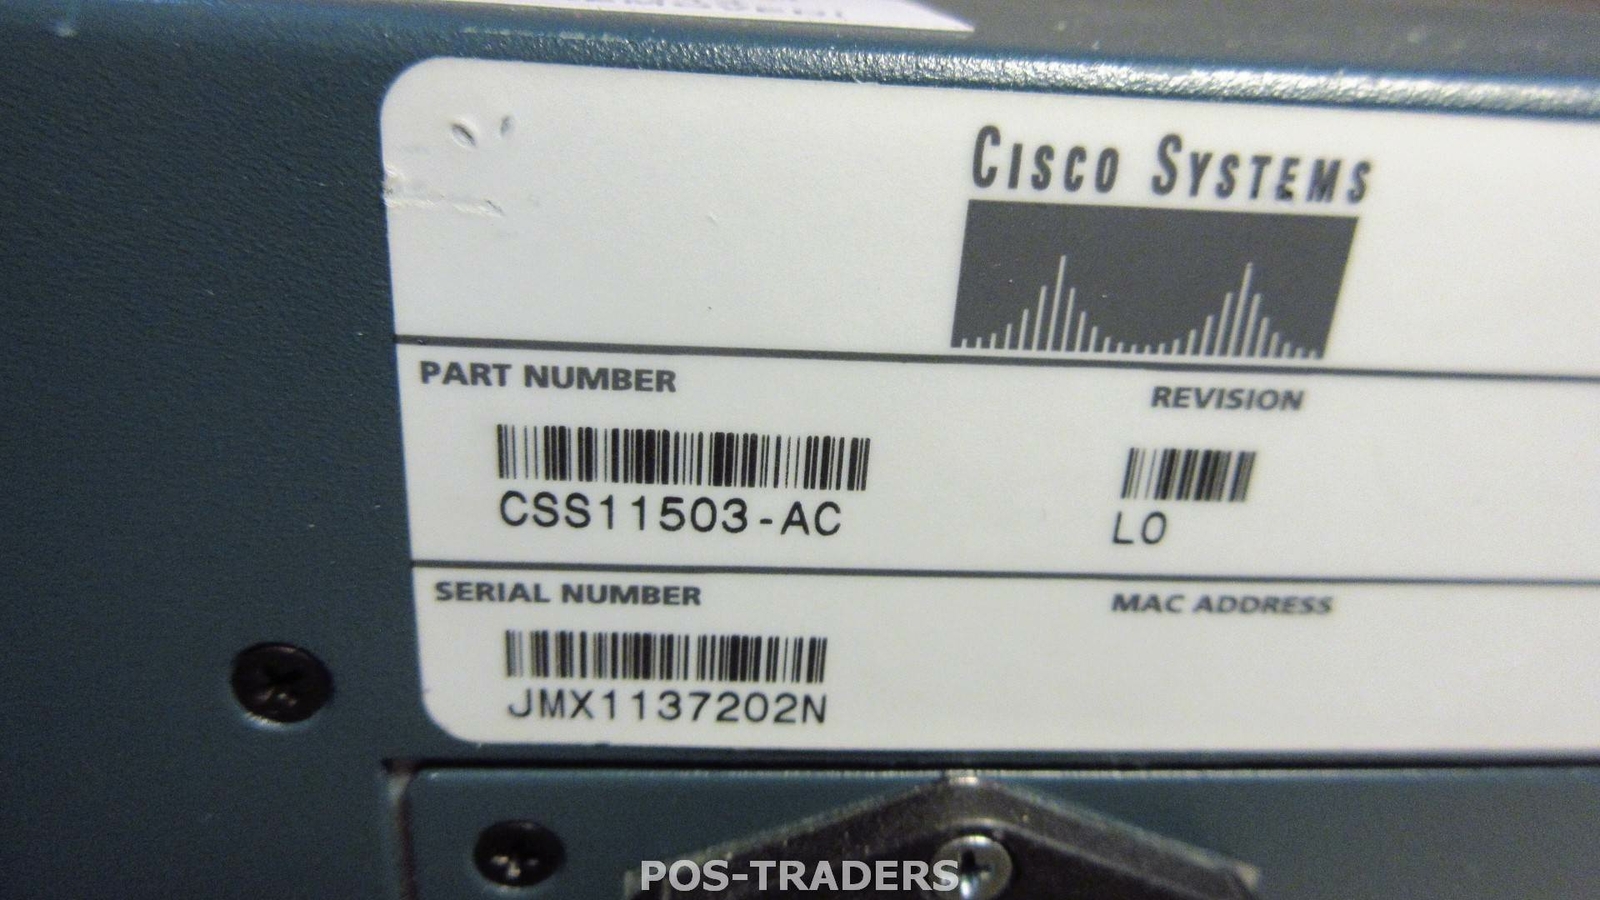 CISCO SYSTEMS
PART NUMBER
REVISION
CSS11503-AC
L0
SERIAL NUMBER
MAC ADDRESS
JMX1137202N
POS-TRADERS